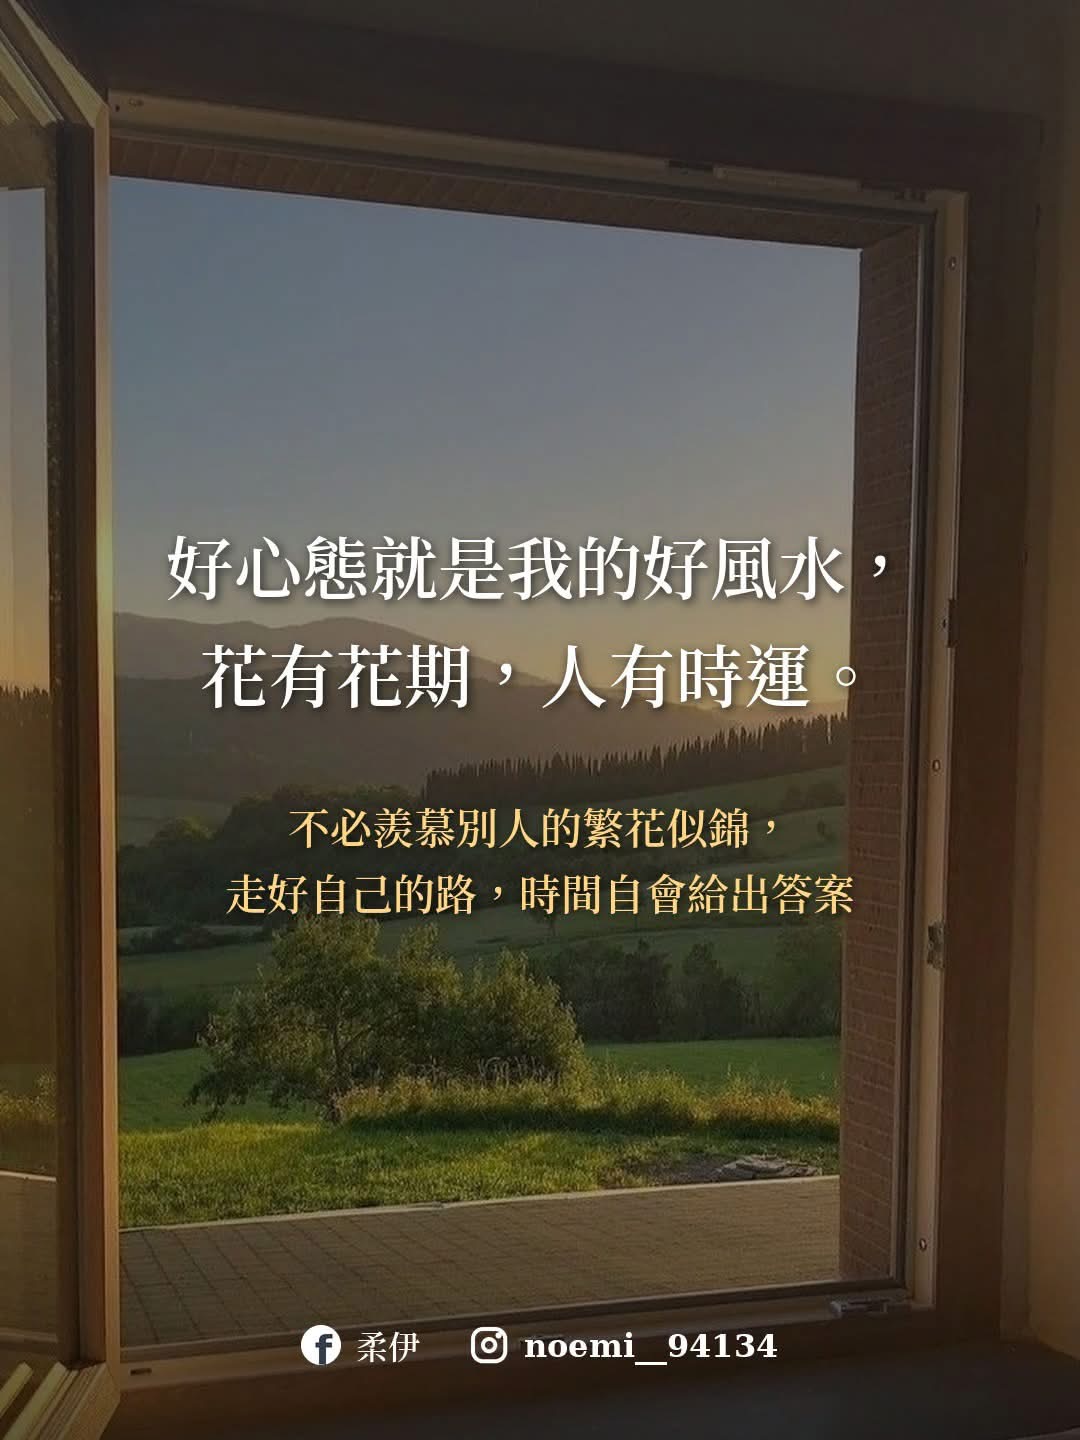 好心態就是我的好風水，
花有花期，人有時運。
不必羨慕別人的繁花似錦，
走好自己的路，時間自會給出答案
柔伊 noemi__94134